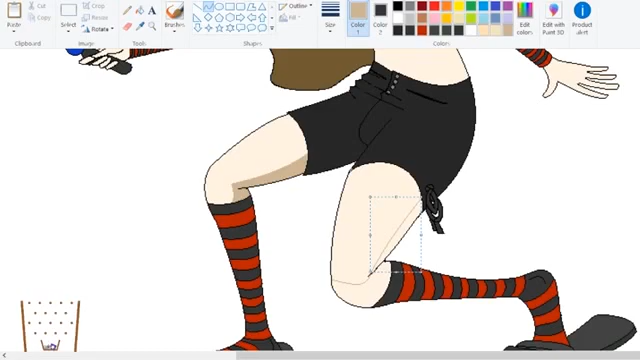 Cut
Crop
Outline
Paste
Copy
Select
Resize
Rotate
Brushes
Fill
Size
Color
1
Color
2
Edit
colors
Edit with
Paint 3D
Product
alert
Clipboard
Image
Tools
Shapes
Colors